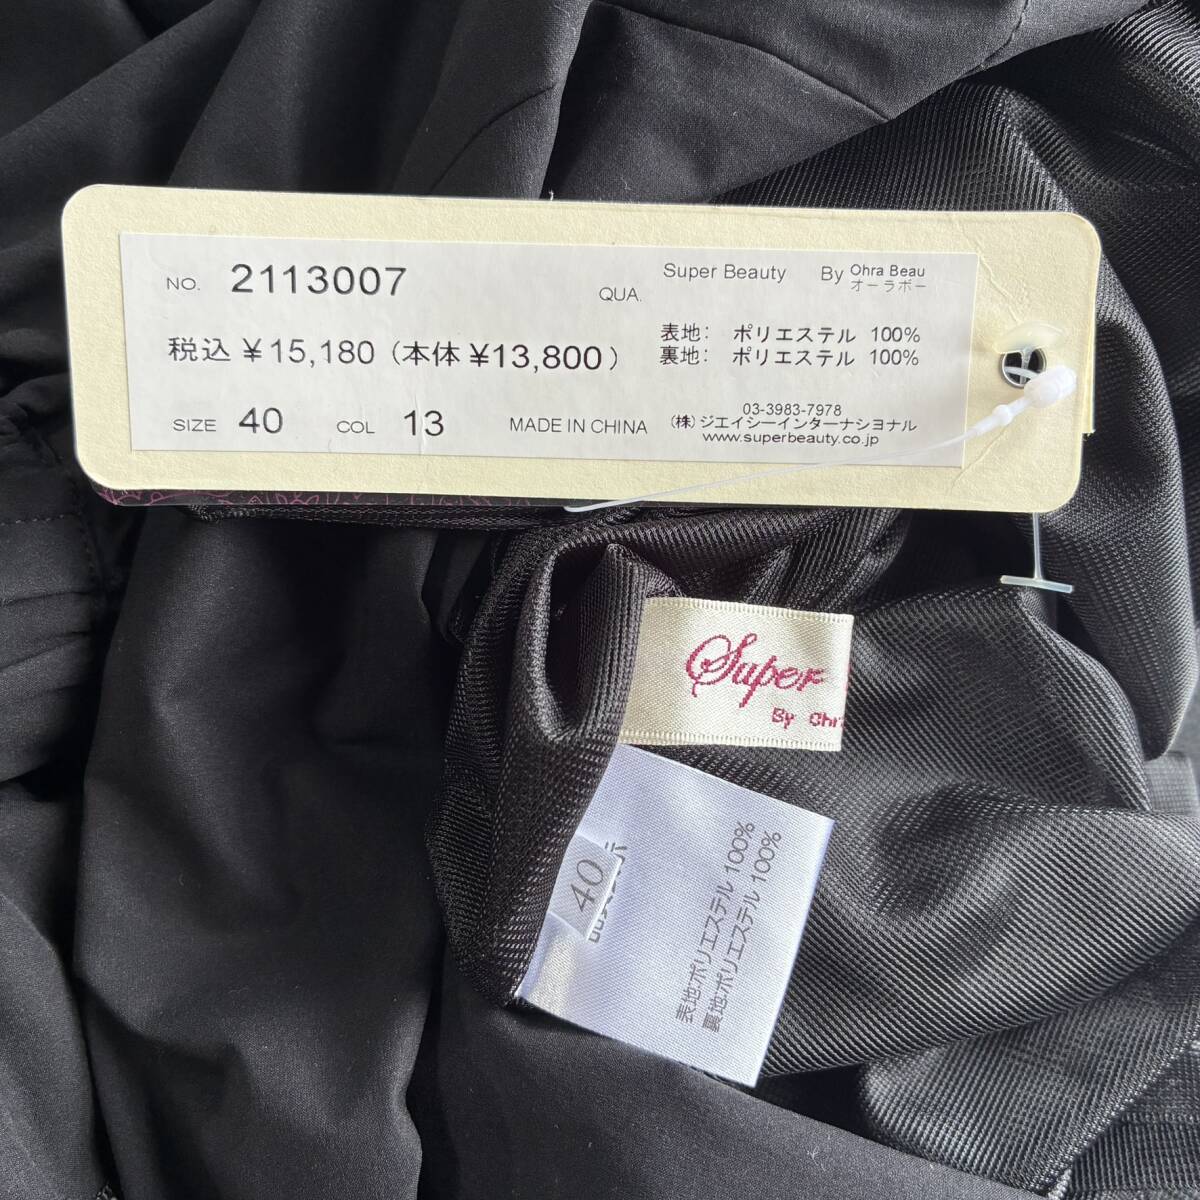 NO. 2113007
QUA.
Super Beauty By Ohra Beau
オーラボー
税込 ¥15,180 (本体 ¥13,800)
表地: ポリエステル 100%
裏地: ポリエステル 100%
SIZE 40 COL 13 MADE IN CHINA
03-3983-7978
(株)ジエイシーインターナショナル
www.superbeauty.co.jp
Super
By
40
表地:ポリエステル 100%
裏地:ポリエステル 100%